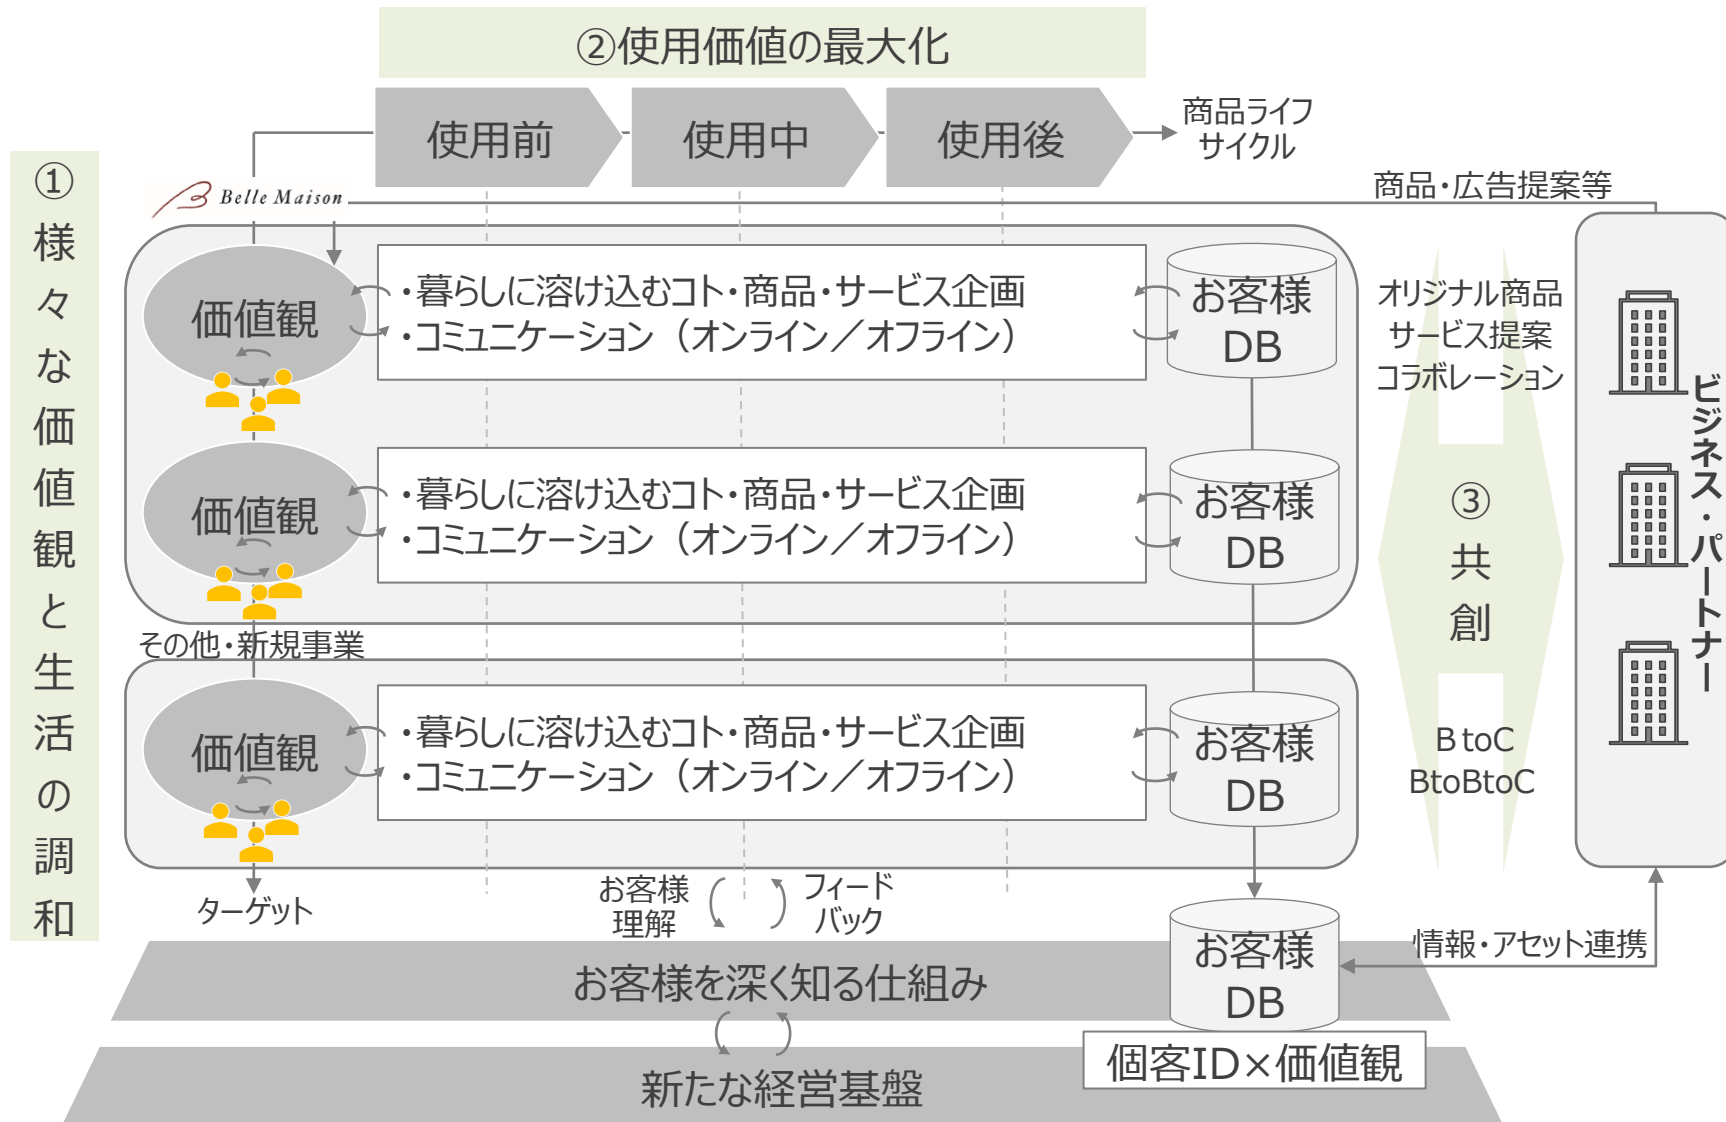 ②使用価値の最大化
使用前
使用中
使用後
商品ライフ
サイクル
①様々な価値観と生活の調和
Belle Maison
商品・広告提案等
価値観
・暮らしに溶け込むコト・商品・サービス企画
・コミュニケーション（オンライン／オフライン）
お客様
DB
オリジナル商品
サービス提案
コラボレーション
価値観
・暮らしに溶け込むコト・商品・サービス企画
・コミュニケーション（オンライン／オフライン）
お客様
DB
③共創
ビジネス・パートナー
その他・新規事業
価値観
・暮らしに溶け込むコト・商品・サービス企画
・コミュニケーション（オンライン／オフライン）
お客様
DB
B toC
BtoBtoC
ターゲット
お客様
理解
フィード
バック
お客様を深く知る仕組み
お客様
DB
情報・アセット連携
個客ID×価値観
新たな経営基盤